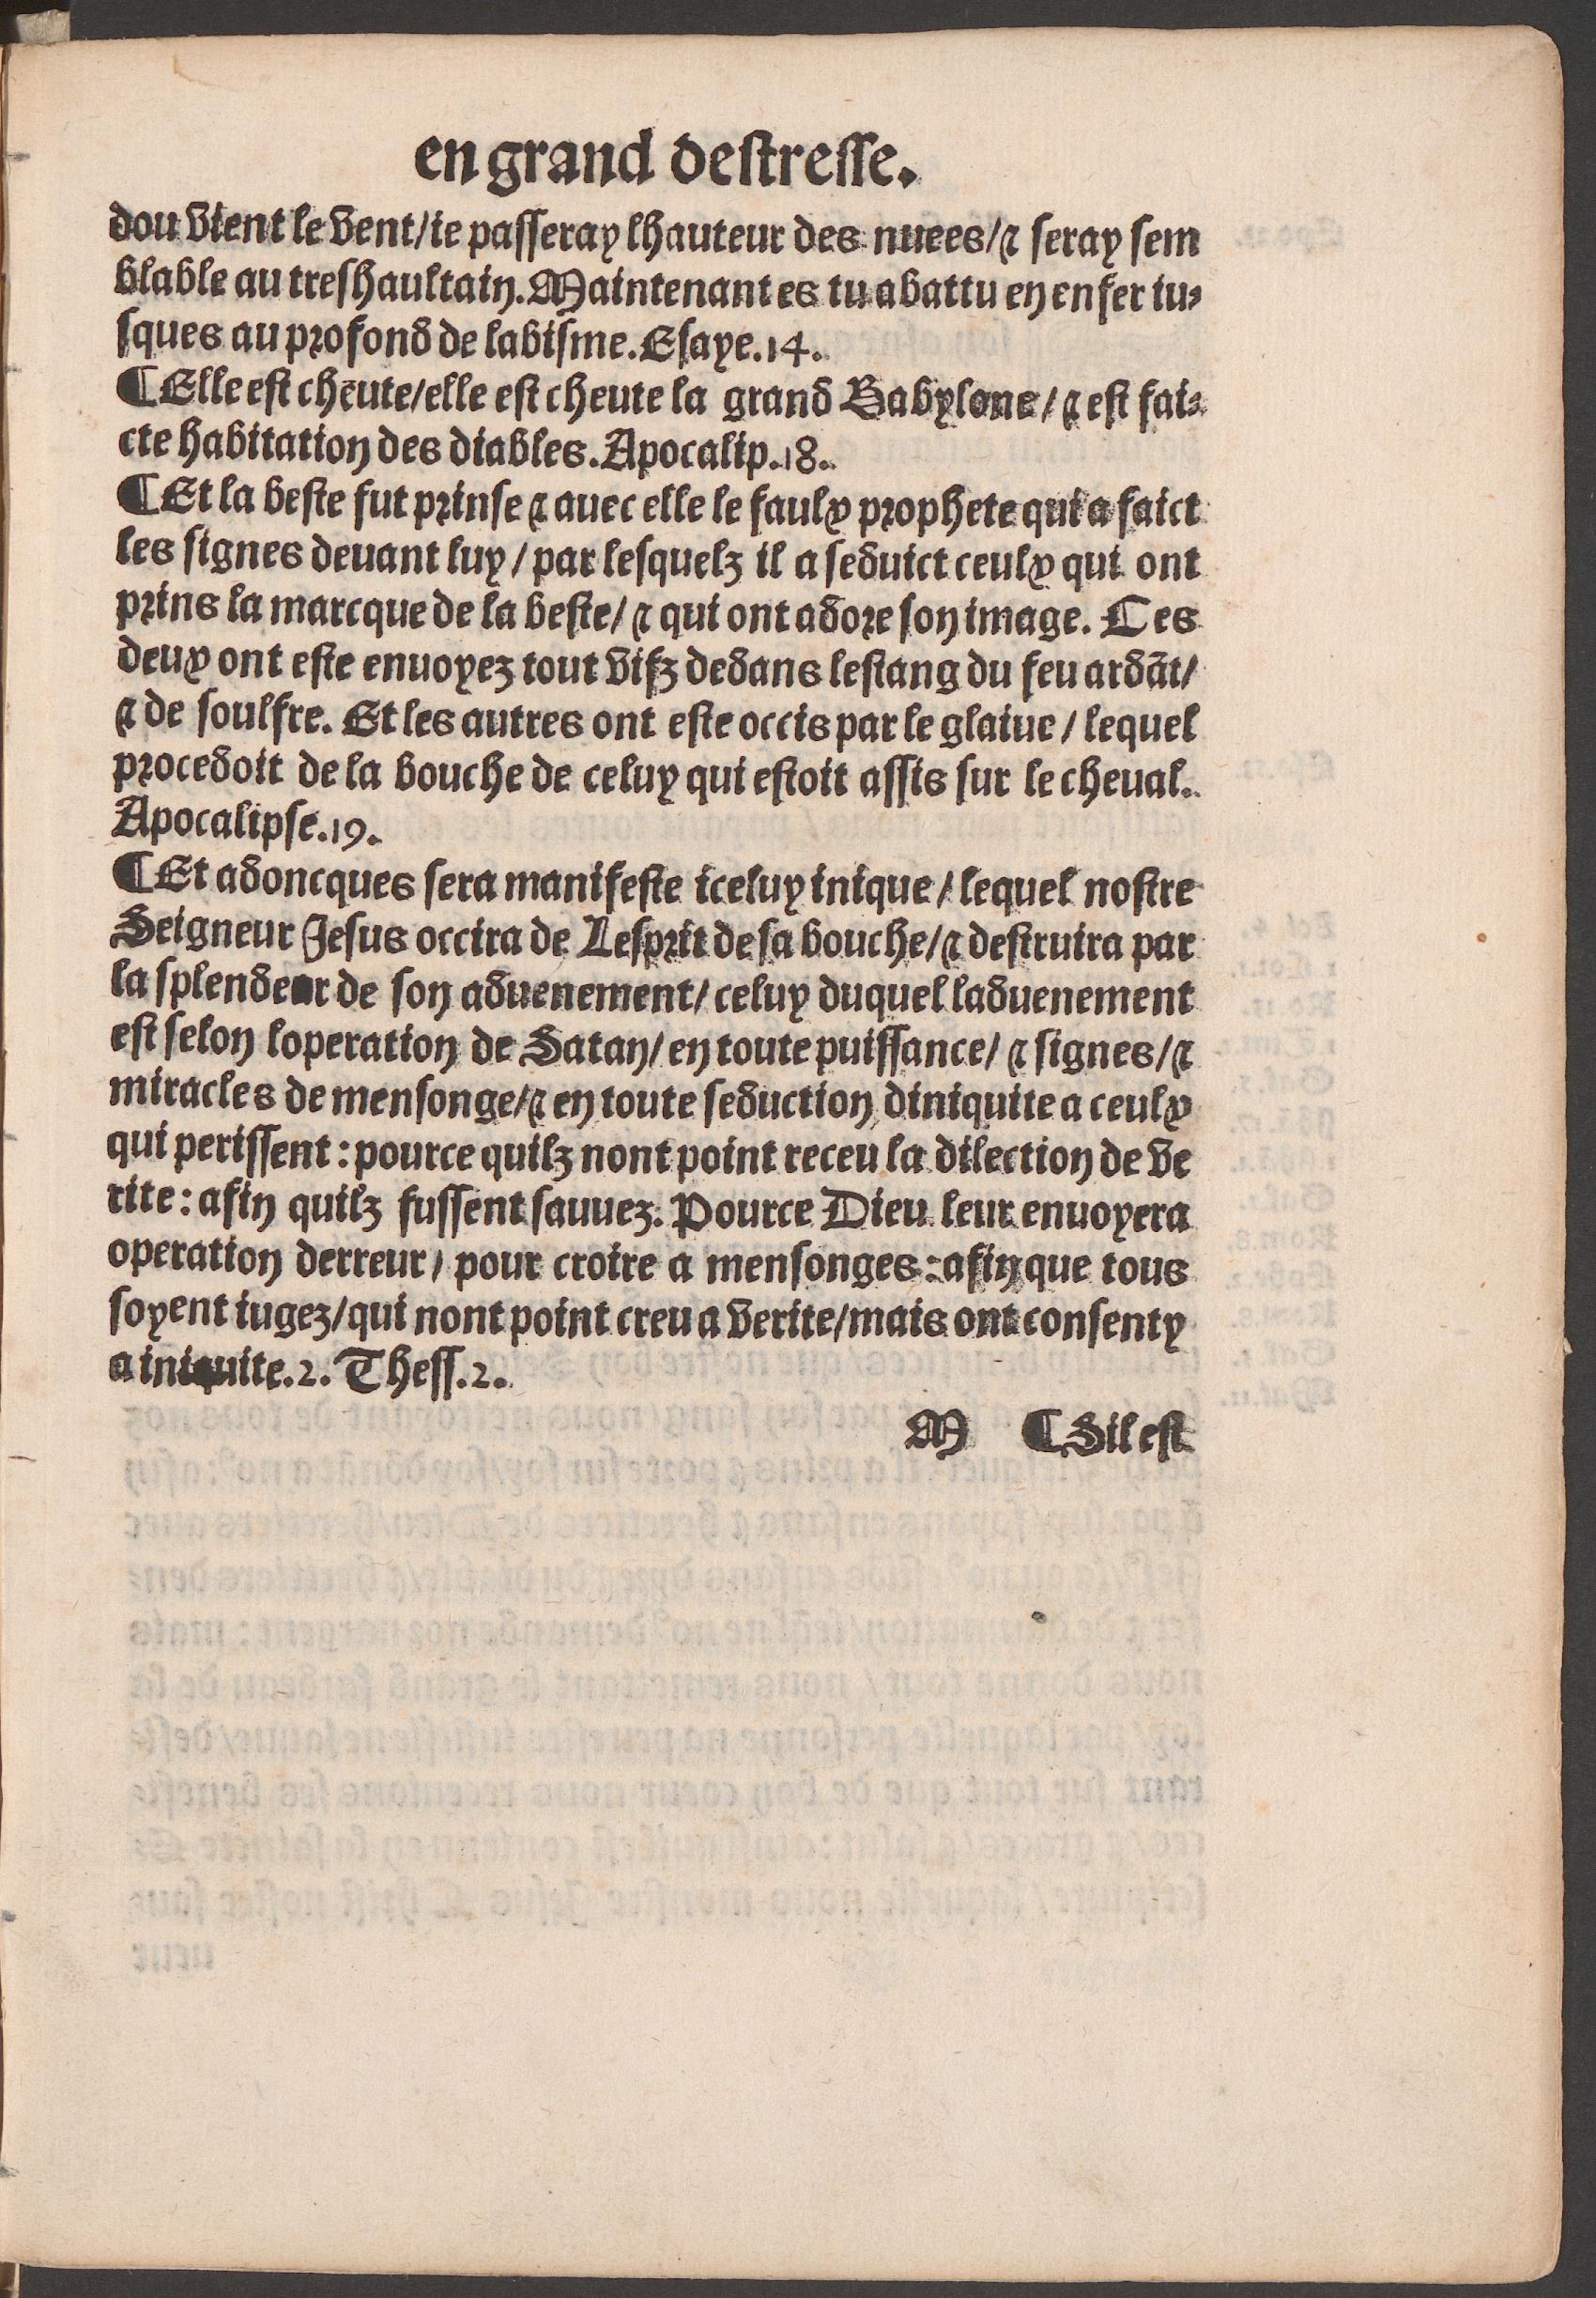 en grand destresse.
dou vient le vent/ie passeray lhauteur des nuees/⁊ seray sem
blable au treshaultain. Maintenant es tu abattu en enfer iu⸗
sques au profond de labisme. Esaye.14.
¶Elle est chēute/elle est cheute la grand Babylone/⁊ est fai⸗
cte habitation des diables. Apocalip.18.
¶Et la beste fut prinse ⁊ auec elle le faulx prophete qui a faict
les signes deuant luy/par lesquelz il a seduict ceulx qui ont
prins la marcque de la beste/⁊ qui ont adore son image. Ces
deux ont este enuoyez tout vifz dedans lestang du feu ardāt/
⁊ de soulfre. Et les autres ont este occis par le glaiue/lequel
procedoit de la bouche de celuy qui estoit assis sur le cheual.
Apocalipse.19.
¶Et adoncques sera manifeste iceluy inique/lequel nostre
Seigneur Jesus occira de Lesprit de sa bouche/⁊ destruira par
la splendeur de son aduenement/celuy duquel laduenement
est selon loperation de Satan/en toute puissance/⁊ signes/⁊
miracles de mensonge/⁊ en toute seduction diniquite a ceulx
qui perissent: pource quilz nont point receu la dilection de ve
rite: afin quilz fussent sauuez. Pource Dieu leur enuoyera
operation derreur/pour croire a mensonges: afin que tous
soyent iugez/qui nont point creu a verite/mais ont consenty
a iniquite.2. Thess.2.
M ¶Sil est